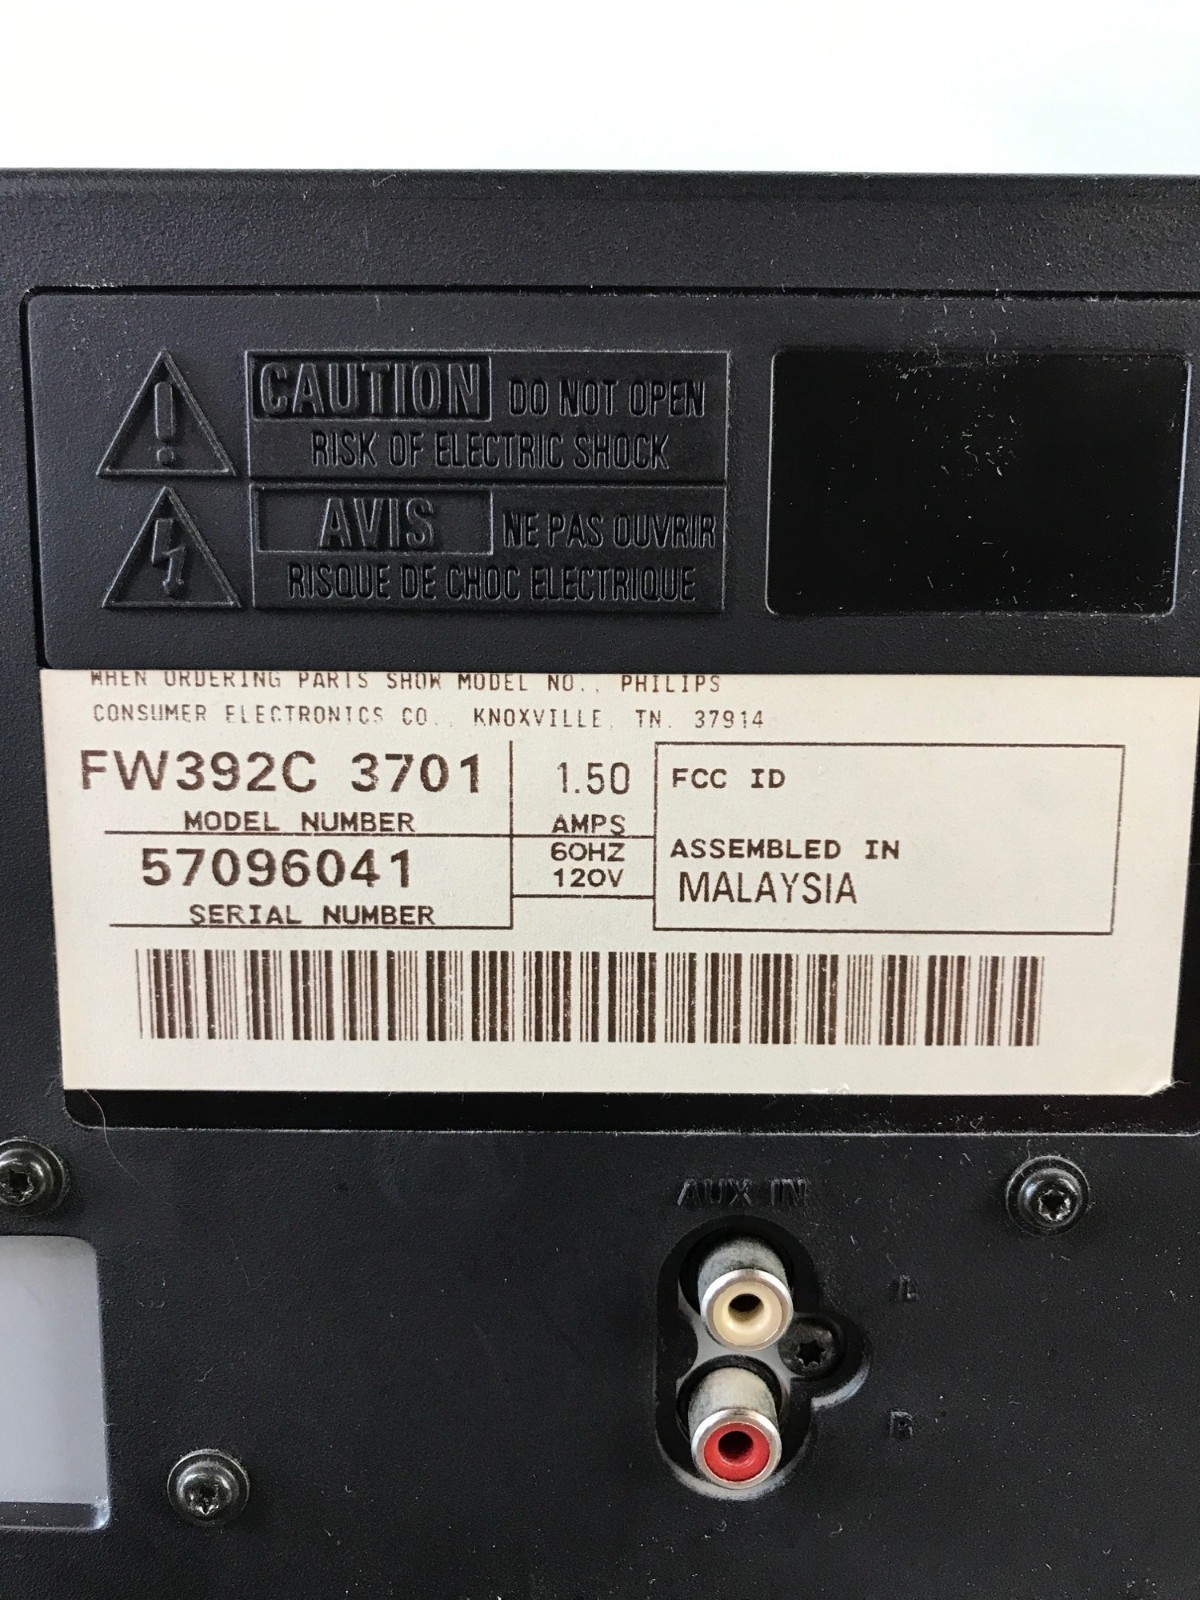 CAUTION DO NOT OPEN
RISK OF ELECTRIC SHOCK
AVIS NE PAS OUVRIR
RISQUE DE CHOC ELECTRIQUE
WHEN ORDERING PARTS SHOW MODEL NO., PHILIPS
CONSUMER ELECTRONICS CO., KNOXVILLE, TN. 37914
FW392C 3701
MODEL NUMBER
57096041
SERIAL NUMBER
1.50
AMPS
60HZ
120V
FCC ID
ASSEMBLED IN
MALAYSIA
AUX IN
L
R